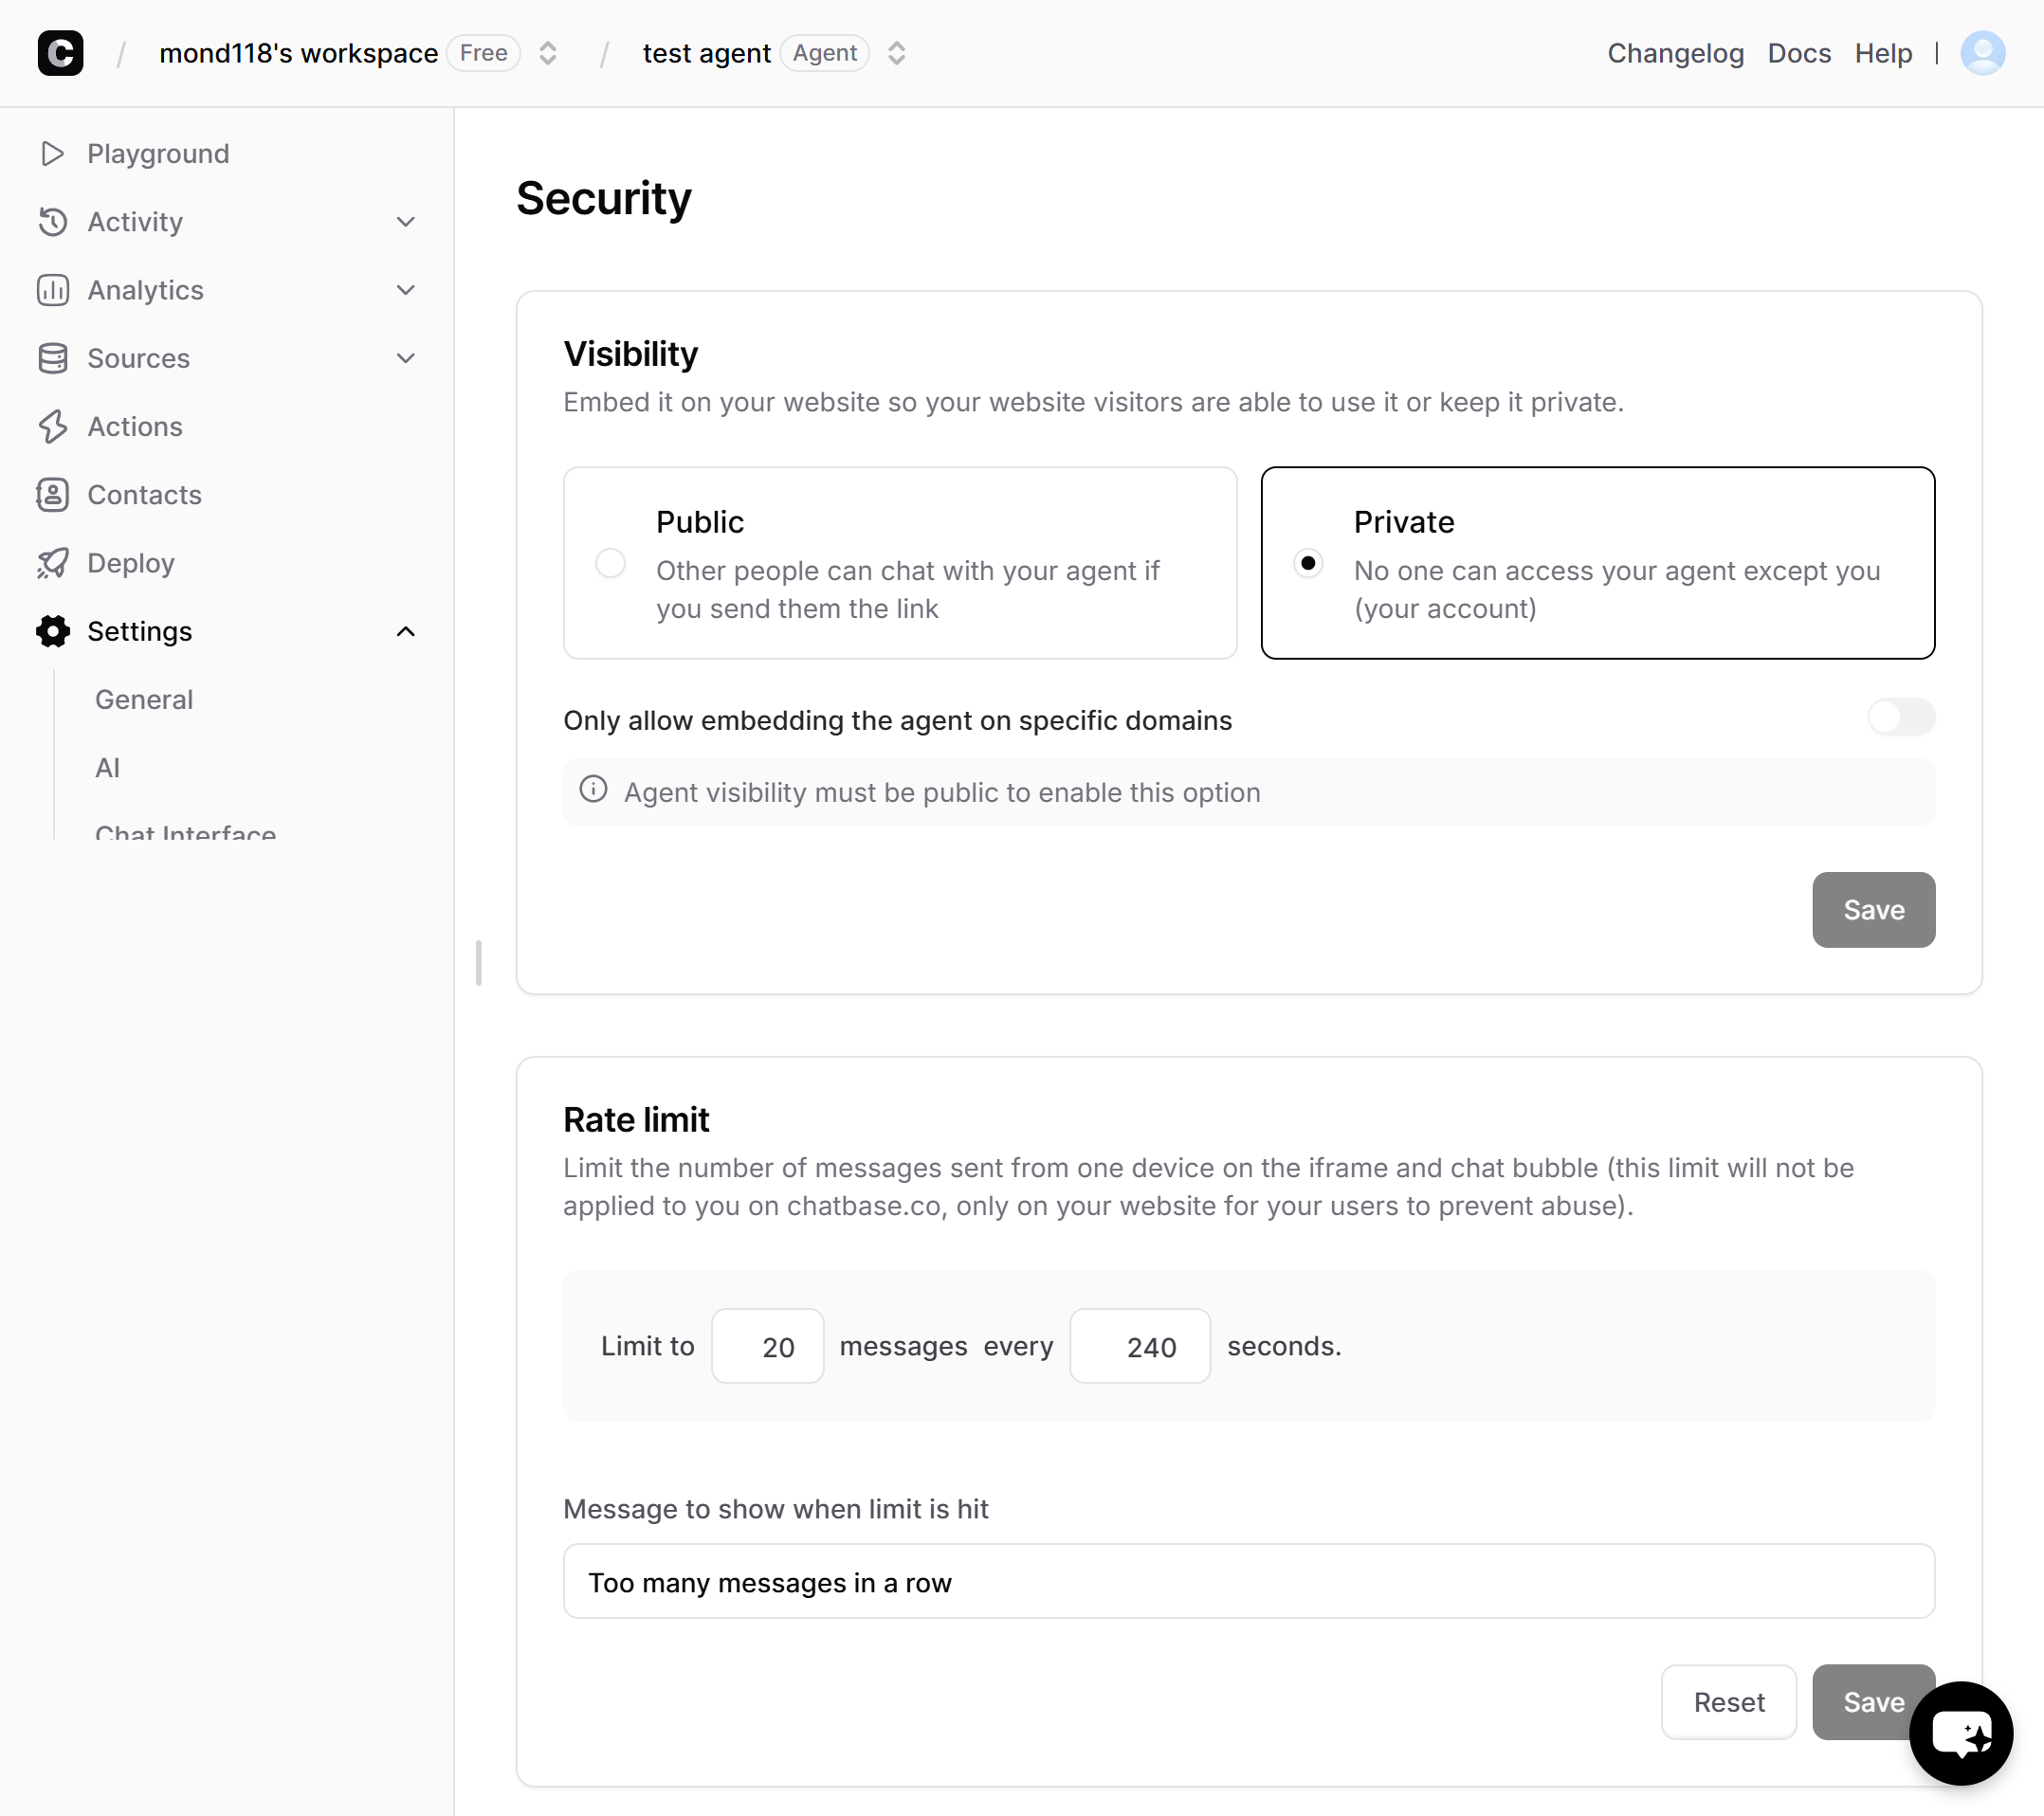 mond118's workspace Free / test agent Agent
Changelog Docs Help
Playground
Activity
Analytics
Sources
Actions
Contacts
Deploy
Settings
General
AI
Chat Interface
Security
Visibility
Embed it on your website so your website visitors are able to use it or keep it private.
Public
Other people can chat with your agent if
you send them the link
Private
No one can access your agent except you
(your account)
Only allow embedding the agent on specific domains
Agent visibility must be public to enable this option
Save
Rate limit
Limit the number of messages sent from one device on the iframe and chat bubble (this limit will not be
applied to you on chatbase.co, only on your website for your users to prevent abuse).
Limit to 20 messages every 240 seconds.
Message to show when limit is hit
Too many messages in a row
Reset Save